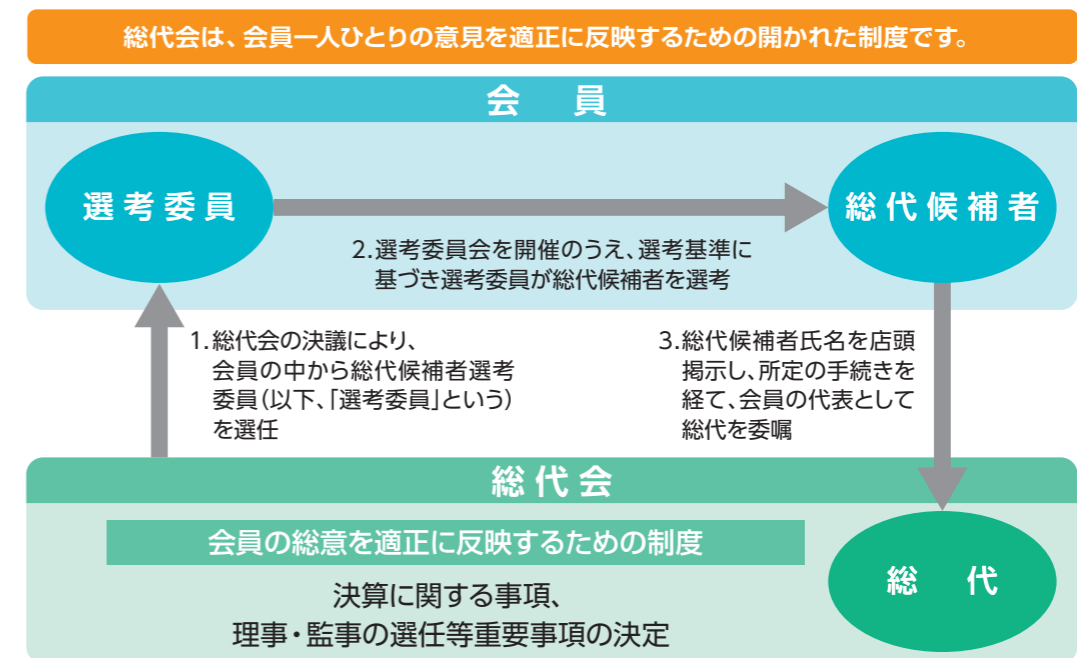 総代会は、会員一人ひとりの意見を適正に反映するための開かれた制度です。
会　員
選考委員
総代候補者
2.選考委員会を開催のうえ、選考基準に
基づき選考委員が総代候補者を選考
1.総代会の決議により、
会員の中から総代候補者選考
委員(以下、「選考委員」という)
を選任
3.総代候補者氏名を店頭
掲示し、所定の手続きを
経て、会員の代表として
総代を委嘱
総代会
会員の総意を適正に反映するための制度
決算に関する事項、
理事・監事の選任等重要事項の決定
総　代